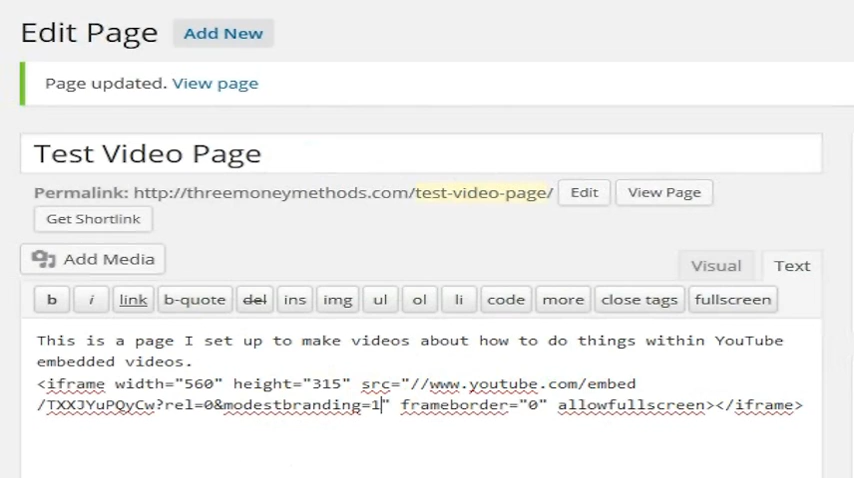 Edit Page Add New
Page updated. View page
Test Video Page
Permalink: http://threemoneymethods.com/test-video-page/ Edit View Page
Get Shortlink
Add Media
Visual Text
b i link b-quote del ins img ul ol li code more close tags fullscreen
This is a page I set up to make videos about how to do things within YouTube
embedded videos.
<iframe width="560" height="315" src="//www.youtube.com/embed
/TXXJYuPQyCw?rel=0&modestbranding=1" frameborder="0" allowfullscreen></iframe>